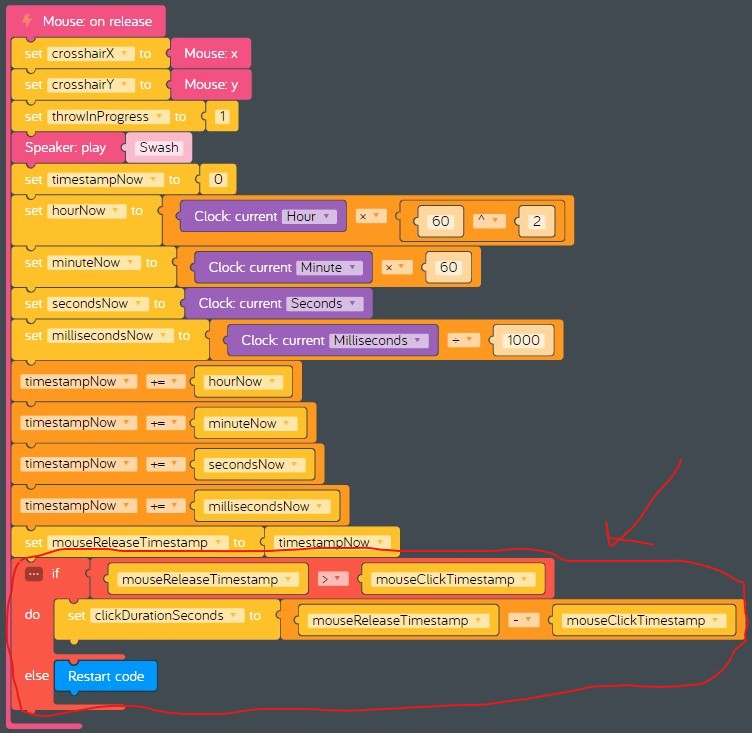 Mouse: on release
set crosshairX to Mouse: x
set crosshairY to Mouse: y
set throwInProgress to 1
Speaker: play Swash
set timestampNow to 0
set hourNow to Clock: current Hour × 60 ^ 2
set minuteNow to Clock: current Minute × 60
set secondsNow to Clock: current Seconds
set millisecondsNow to Clock: current Milliseconds ÷ 1000
timestampNow += hourNow
timestampNow += minuteNow
timestampNow += secondsNow
timestampNow += millisecondsNow
set mouseReleaseTimestamp to timestampNow
... if mouseReleaseTimestamp > mouseClickTimestamp
do set clickDurationSeconds to mouseReleaseTimestamp - mouseClickTimestamp
else Restart code